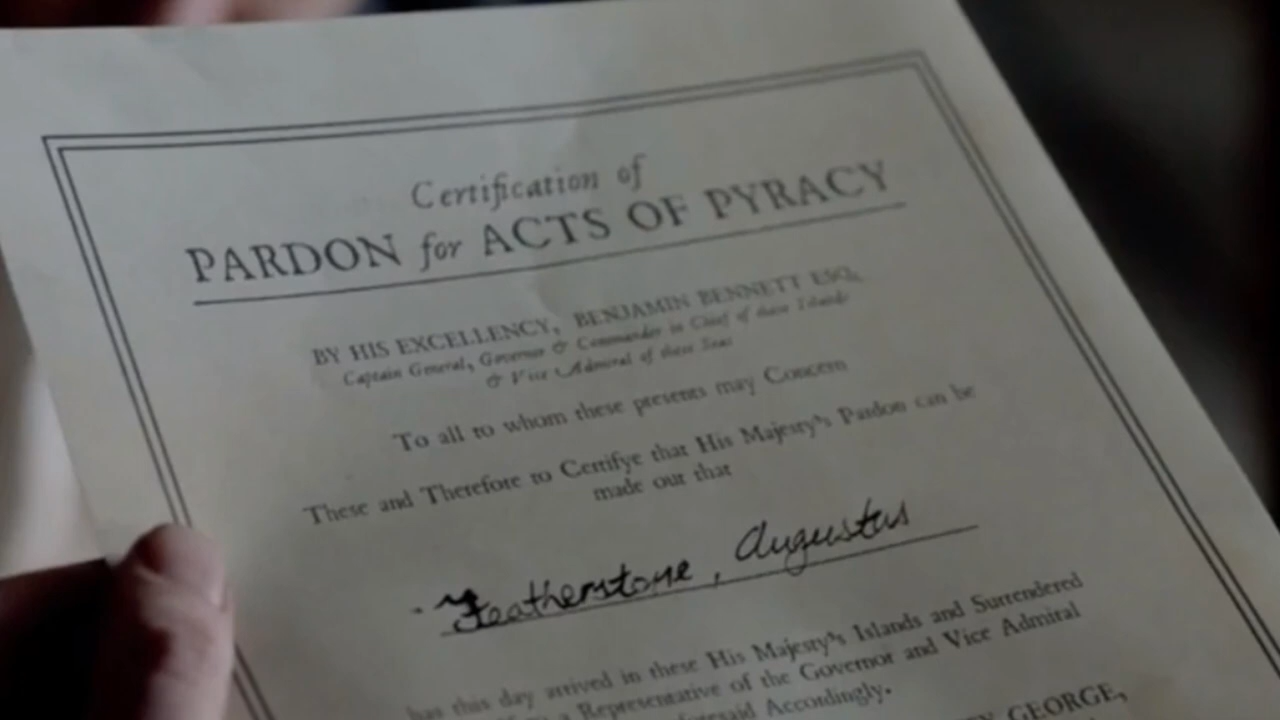 Certification of
PARDON for ACTS OF PYRACY
BY HIS EXCELLENCY, BENJAMIN BENNETT ESQ,
Captain General, Governor & Commander in Chief of these Islands
& Vice Admiral of these Seas
To all to whom these presents may Concern
These and Therefore to Certifye that His Majesty's Pardon can be
made out that
Featherstone, Augustus
has this day arrived in these His Majesty's Islands and Surrendered
a Representative of the Governor and Vice Admiral
Accordingly.
GEORGE,